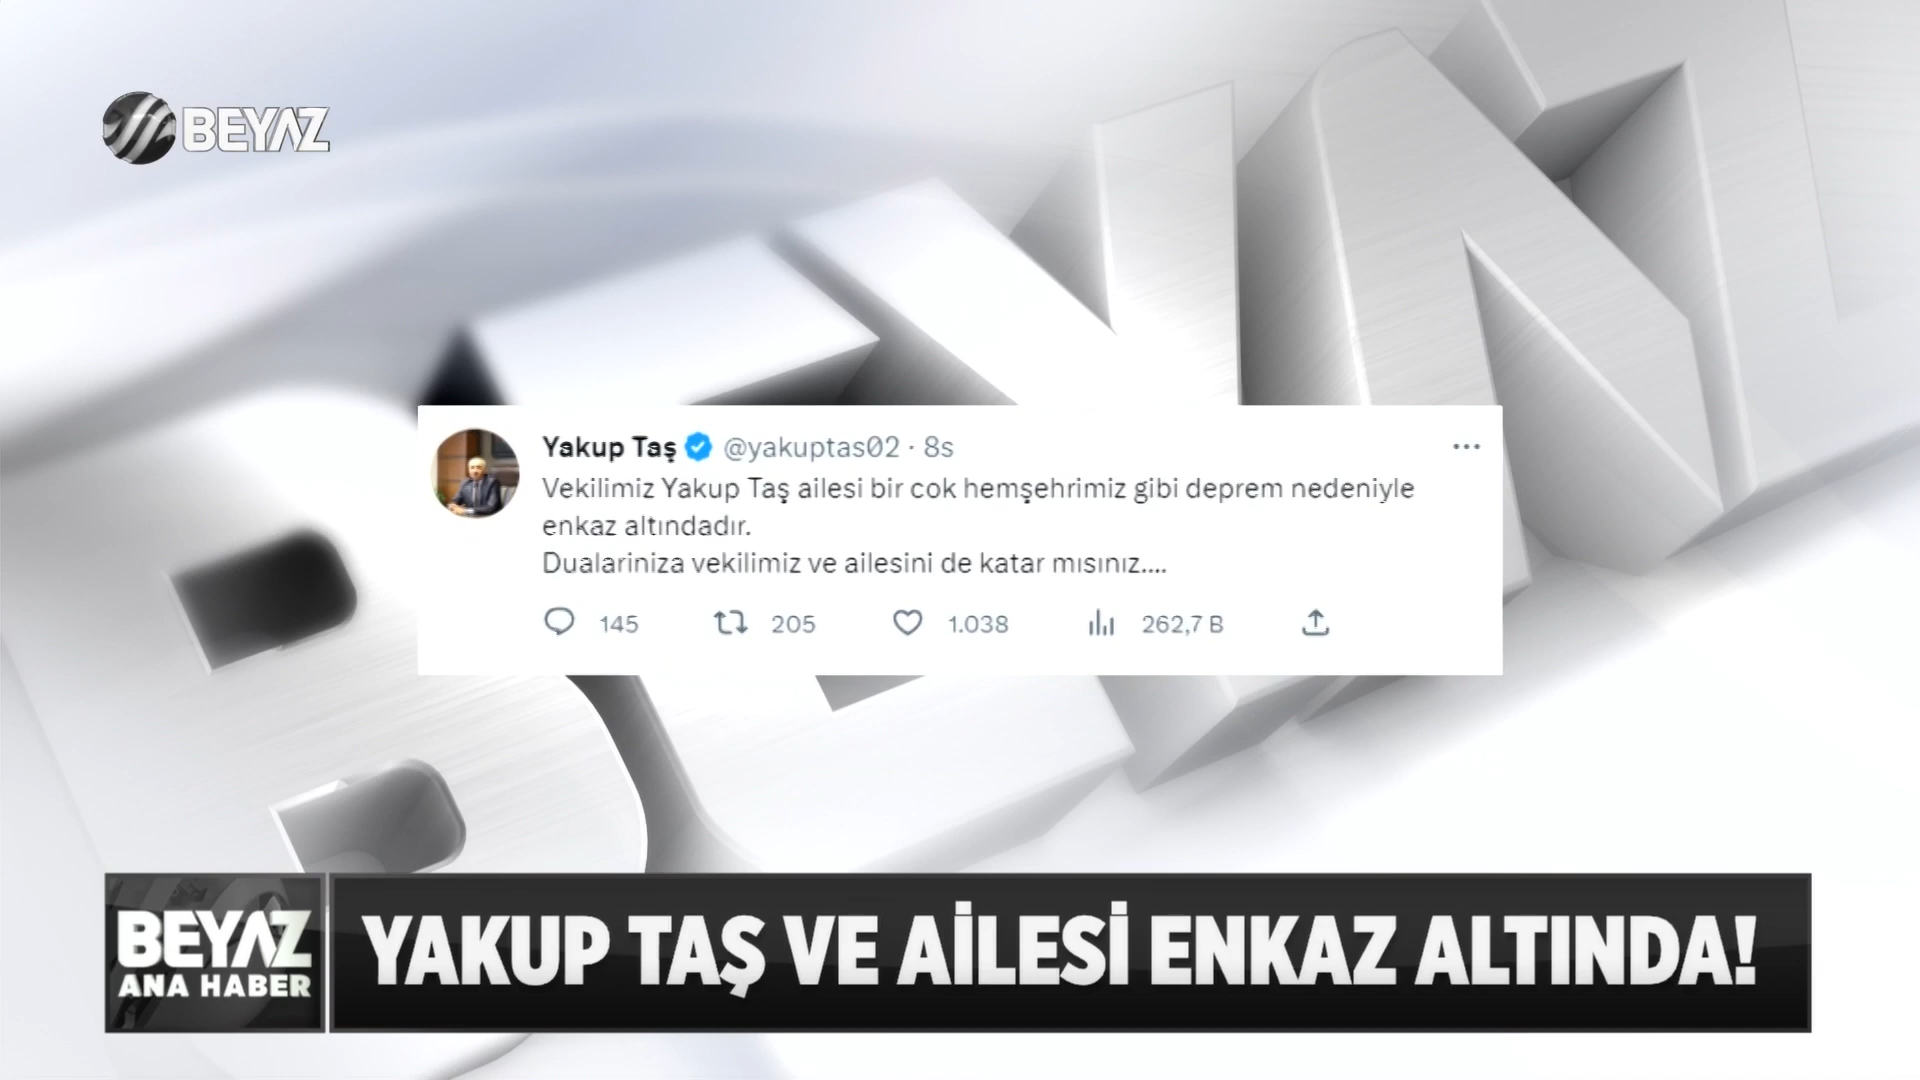 BEYAZ
Yakup Taş @yakuptas02 · 8s
Vekilimiz Yakup Taş ailesi bir cok hemşehrimiz gibi deprem nedeniyle
enkaz altındadır.
Dualariniza vekilimiz ve ailesini de katar mısınız....
145 205 1.038 262,7 B
BEYAZ
ANA HABER
YAKUP TAŞ VE AİLESİ ENKAZ ALTINDA!